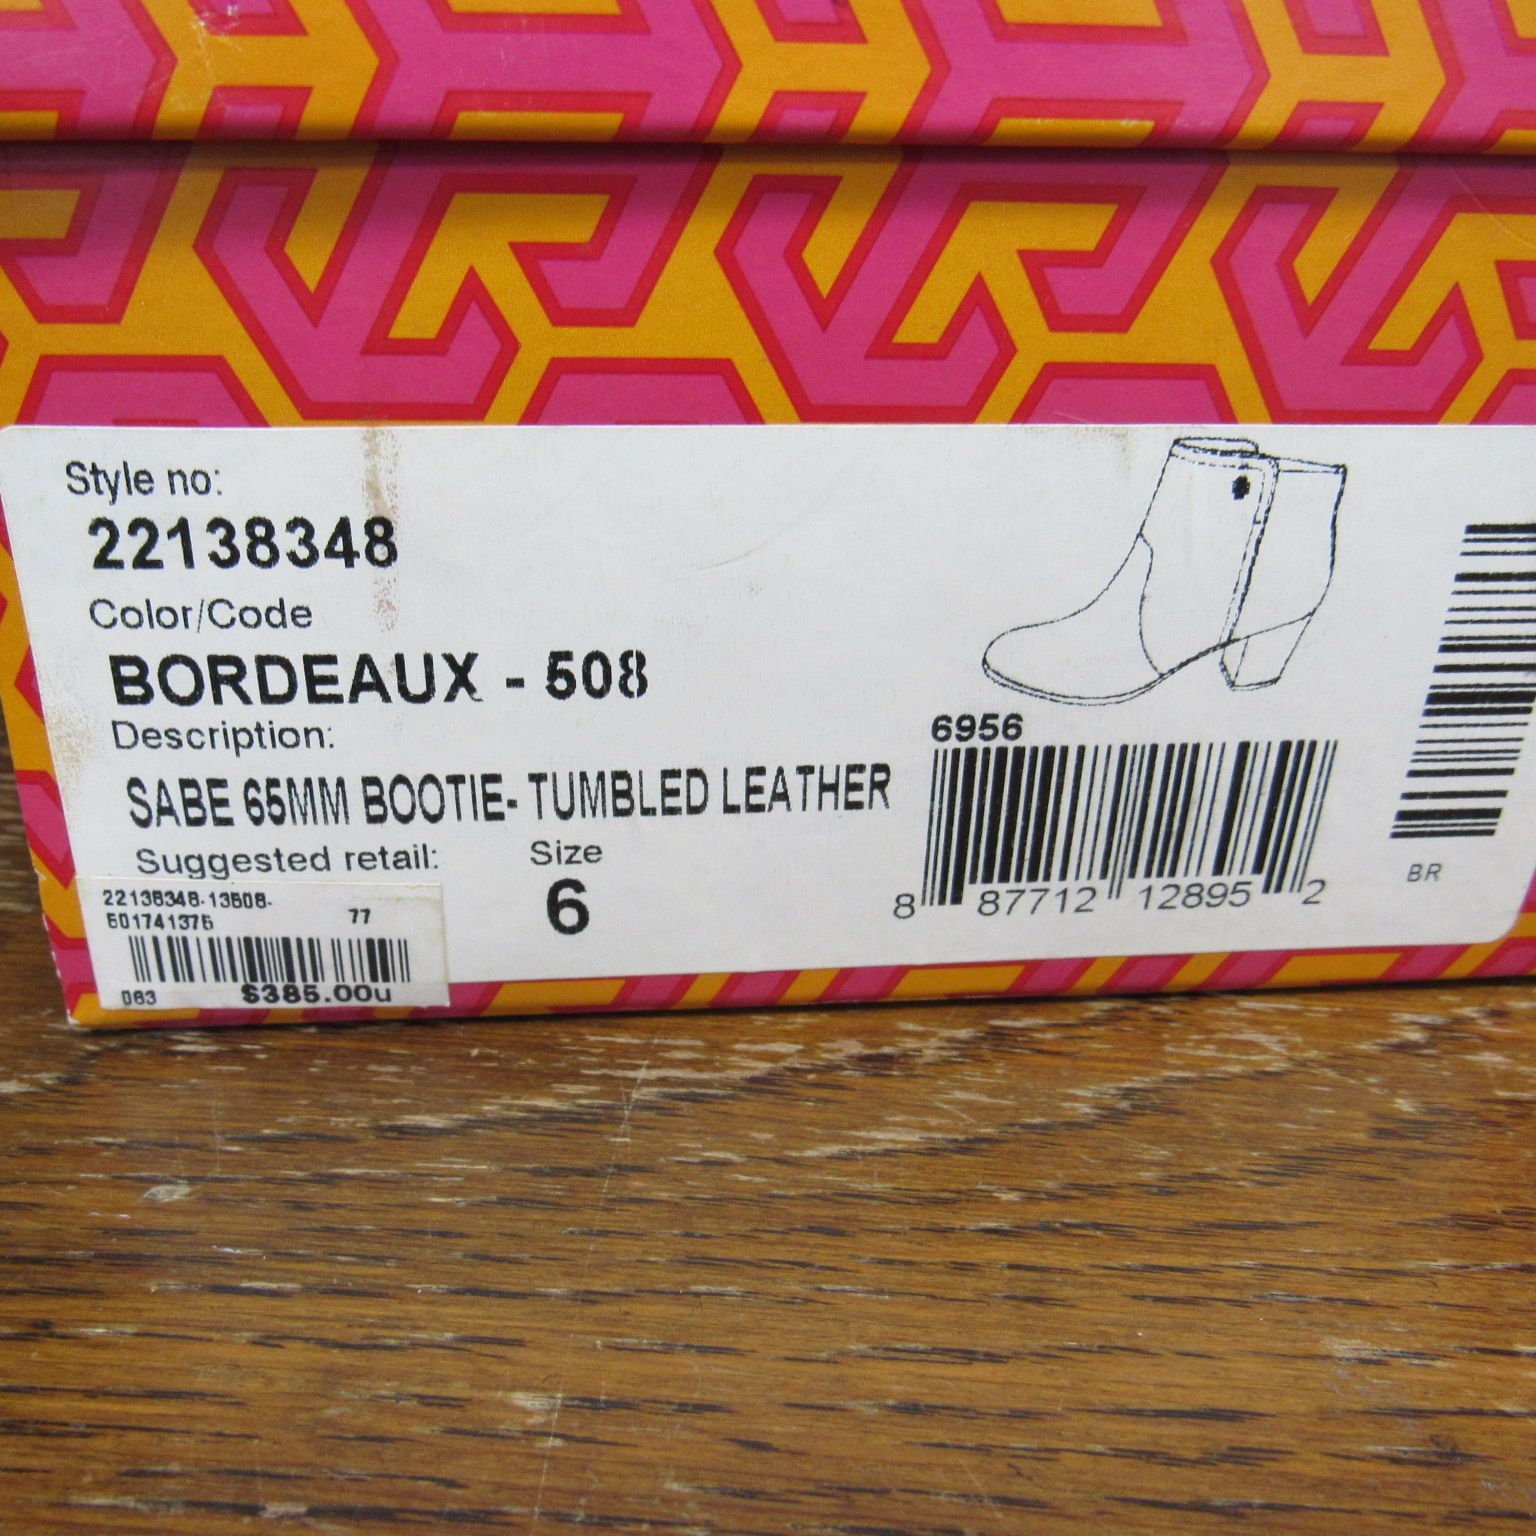 Style no:
22138348
Color/Code
BORDEAUX - 508
Description:
SABE 65MM BOOTIE- TUMBLED LEATHER
Suggested retail:
Size
6
22138348-13508-
601741375
77
063
$385.00u
6956
8 87712 12895 2
BR